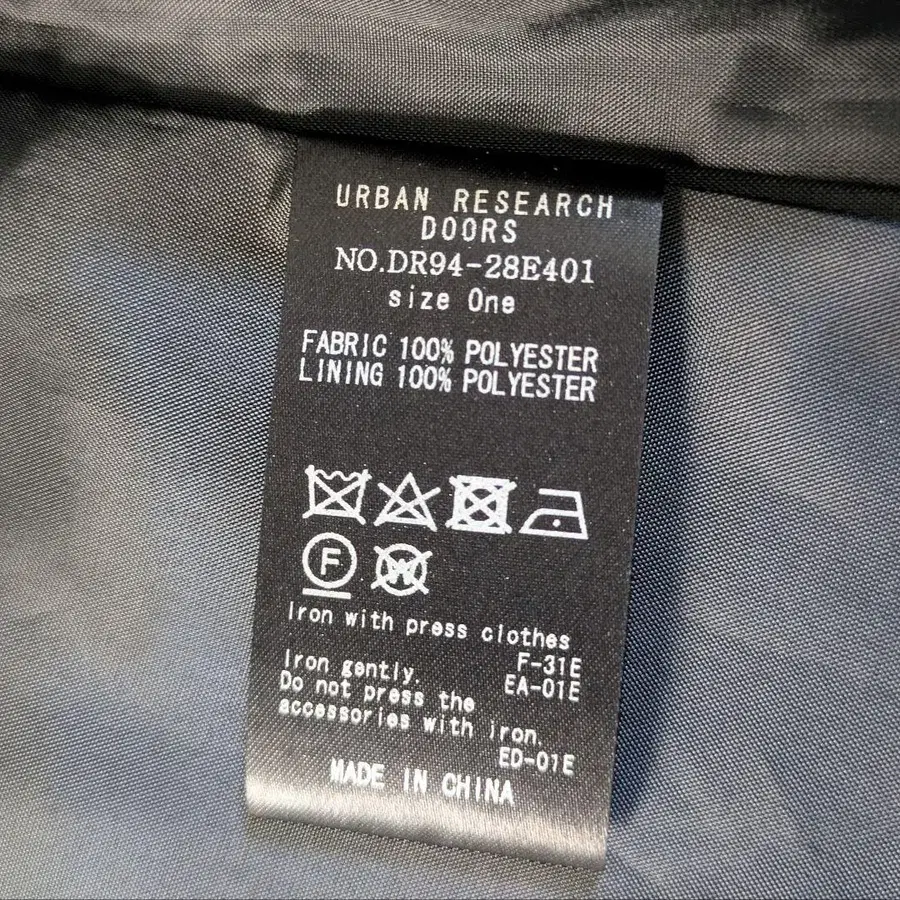 URBAN RESEARCH
DOORS
NO.DR94-28E401
size One
FABRIC 100% POLYESTER
LINING 100% POLYESTER
F W
Iron with press clothes
F-31E
Iron gently.
EA-01E
Do not press the
accessories with iron.
ED-01E
MADE IN CHINA